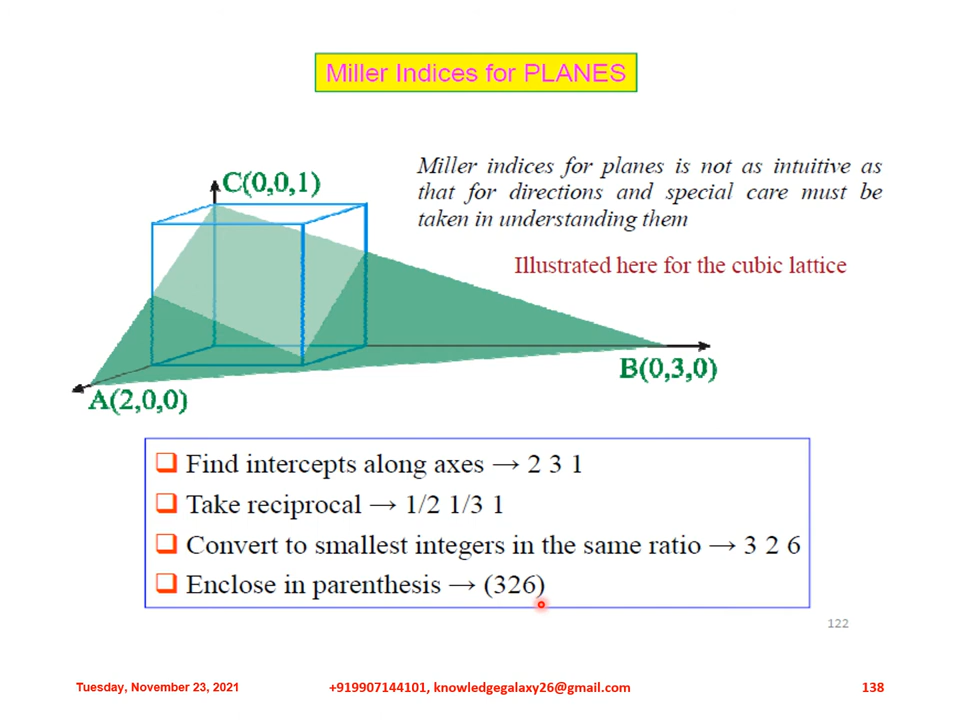 Miller Indices for PLANES
Miller indices for planes is not as intuitive as
that for directions and special care must be
taken in understanding them
C(0,0,1)
Illustrated here for the cubic lattice
B(0,3,0)
A(2,0,0)
Find intercepts along axes → 2 3 1
Take reciprocal → 1/2 1/3 1
Convert to smallest integers in the same ratio → 3 2 6
Enclose in parenthesis → (326)
122
Tuesday, November 23, 2021
+919907144101, knowledgegalaxy26@gmail.com
138